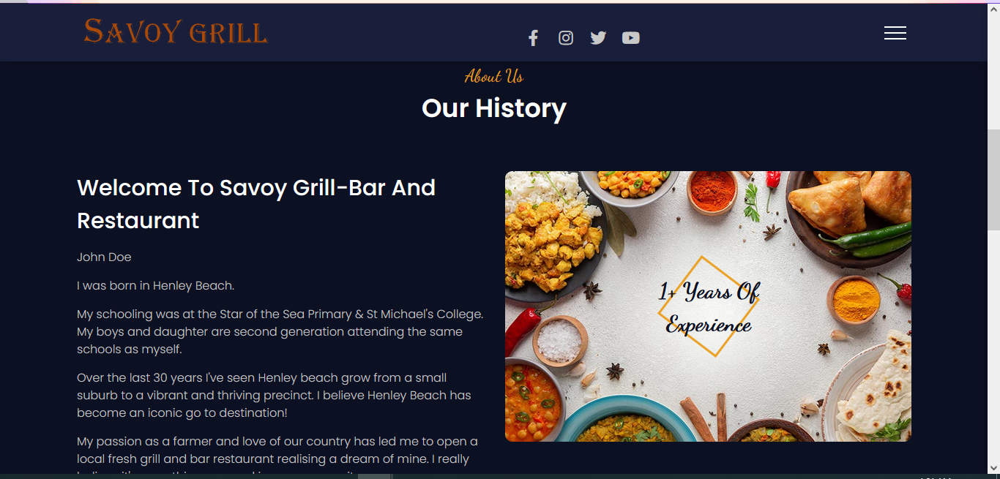 SAVOY GRILL
About Us
Our History
Welcome To Savoy Grill-Bar And
Restaurant
John Doe
I was born in Henley Beach.
My schooling was at the Star of the Sea Primary & St Michael's College.
My boys and daughter are second generation attending the same
schools as myself.
Over the last 30 years I've seen Henley beach grow from a small
suburb to a vibrant and thriving precinct. I believe Henley Beach has
become an iconic go to destination!
My passion as a farmer and love of our country has led me to open a
local fresh grill and bar restaurant realising a dream of mine. I really
1+ Years Of
Experience